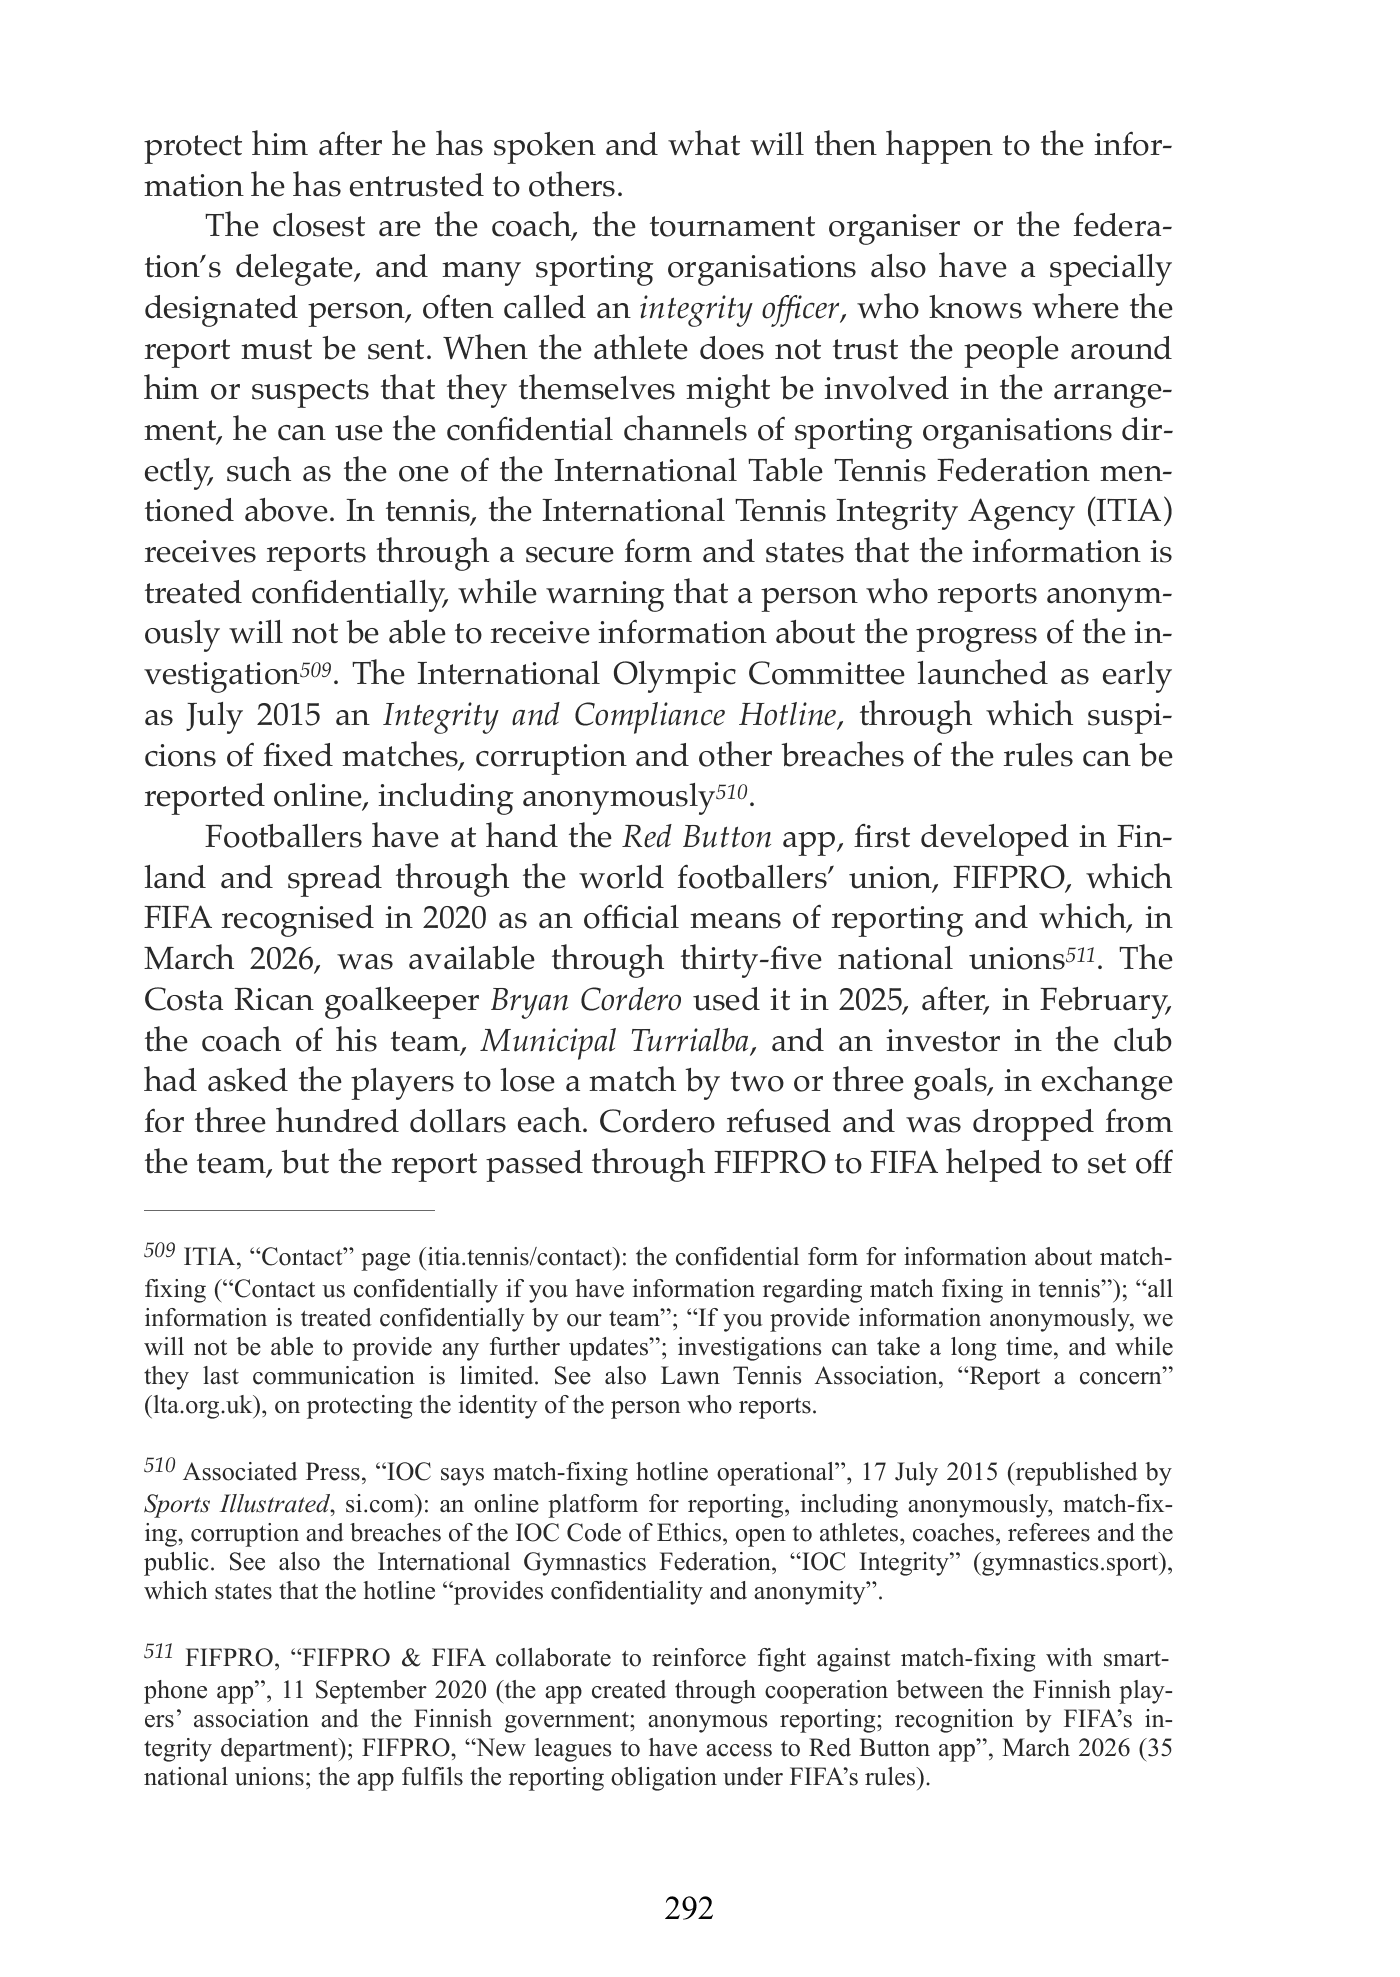 protect him after he has spoken and what will then happen to the infor-
mation he has entrusted to others.
The closest are the coach, the tournament organiser or the federa-
tion’s delegate, and many sporting organisations also have a specially
designated person, often called an integrity officer, who knows where the
report must be sent. When the athlete does not trust the people around
him or suspects that they themselves might be involved in the arrange-
ment, he can use the confidential channels of sporting organisations dir-
ectly, such as the one of the International Table Tennis Federation men-
tioned above. In tennis, the International Tennis Integrity Agency (ITIA)
receives reports through a secure form and states that the information is
treated confidentially, while warning that a person who reports anonym-
ously will not be able to receive information about the progress of the in-
vestigation509. The International Olympic Committee launched as early
as July 2015 an Integrity and Compliance Hotline, through which suspi-
cions of fixed matches, corruption and other breaches of the rules can be
reported online, including anonymously510.
Footballers have at hand the Red Button app, first developed in Fin-
land and spread through the world footballers’ union, FIFPRO, which
FIFA recognised in 2020 as an official means of reporting and which, in
March 2026, was available through thirty-five national unions511. The
Costa Rican goalkeeper Bryan Cordero used it in 2025, after, in February,
the coach of his team, Municipal Turrialba, and an investor in the club
had asked the players to lose a match by two or three goals, in exchange
for three hundred dollars each. Cordero refused and was dropped from
the team, but the report passed through FIFPRO to FIFA helped to set off
509 ITIA, “Contact” page (itia.tennis/contact): the confidential form for information about match-
fixing (“Contact us confidentially if you have information regarding match fixing in tennis”); “all
information is treated confidentially by our team”; “If you provide information anonymously, we
will not be able to provide any further updates”; investigations can take a long time, and while
they last communication is limited. See also Lawn Tennis Association, “Report a concern”
(lta.org.uk), on protecting the identity of the person who reports.
510 Associated Press, “IOC says match-fixing hotline operational”, 17 July 2015 (republished by
Sports Illustrated, si.com): an online platform for reporting, including anonymously, match-fix-
ing, corruption and breaches of the IOC Code of Ethics, open to athletes, coaches, referees and the
public. See also the International Gymnastics Federation, “IOC Integrity” (gymnastics.sport),
which states that the hotline “provides confidentiality and anonymity”.
511 FIFPRO, “FIFPRO & FIFA collaborate to reinforce fight against match-fixing with smart-
phone app”, 11 September 2020 (the app created through cooperation between the Finnish play-
ers’ association and the Finnish government; anonymous reporting; recognition by FIFA’s in-
tegrity department); FIFPRO, “New leagues to have access to Red Button app”, March 2026 (35
national unions; the app fulfils the reporting obligation under FIFA’s rules).
292